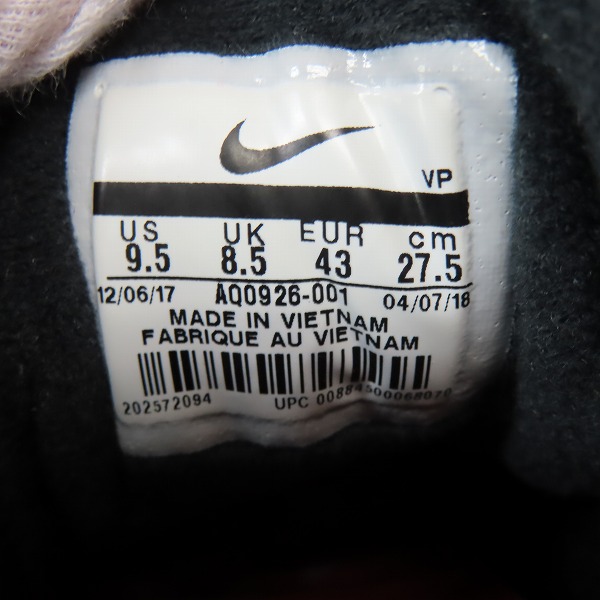 VP
US UK EUR cm
9.5 8.5 43 27.5
12/06/17 AQ0926-001 04/07/18
MADE IN VIETNAM
FABRIQUE AU VIETNAM
202572094 UPC